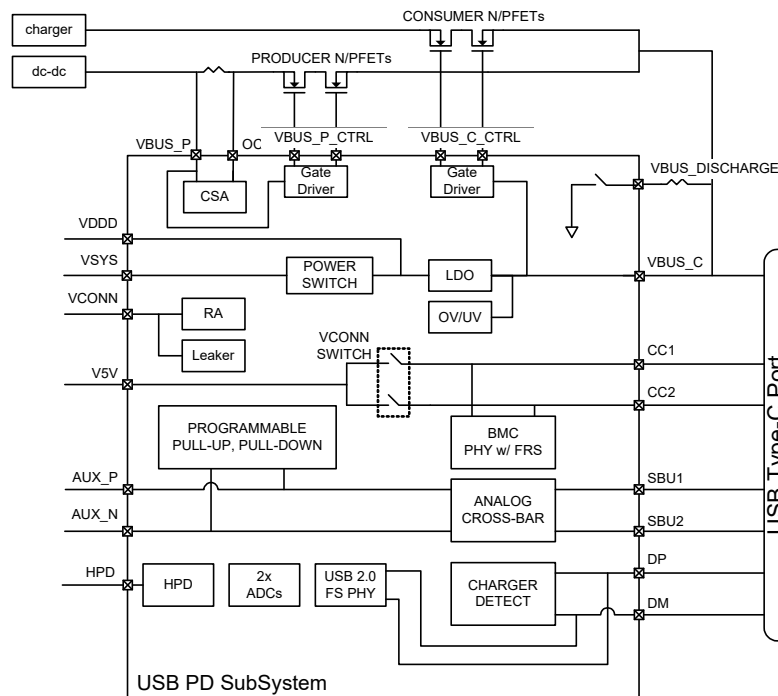 CONSUMER N/PFETs
charger
PRODUCER N/PFETs
dc-dc
VBUS_P_CTRL
VBUS_C_CTRL
VBUS_P
OC
VBUS_DISCHARGE
CSA
Gate
Driver
Gate
Driver
VDDD
VSYS
POWER
SWITCH
LDO
VBUS_C
VCONN
RA
OV/UV
Leaker
VCONN
SWITCH
CC1
V5V
CC2
PROGRAMMABLE
PULL-UP, PULL-DOWN
BMC
PHY w/ FRS
AUX_P
ANALOG
CROSS-BAR
SBU1
AUX_N
SBU2
HPD
HPD
2x
ADCs
USB 2.0
FS PHY
CHARGER
DETECT
DP
DM
USB Type-C Port
USB PD SubSystem